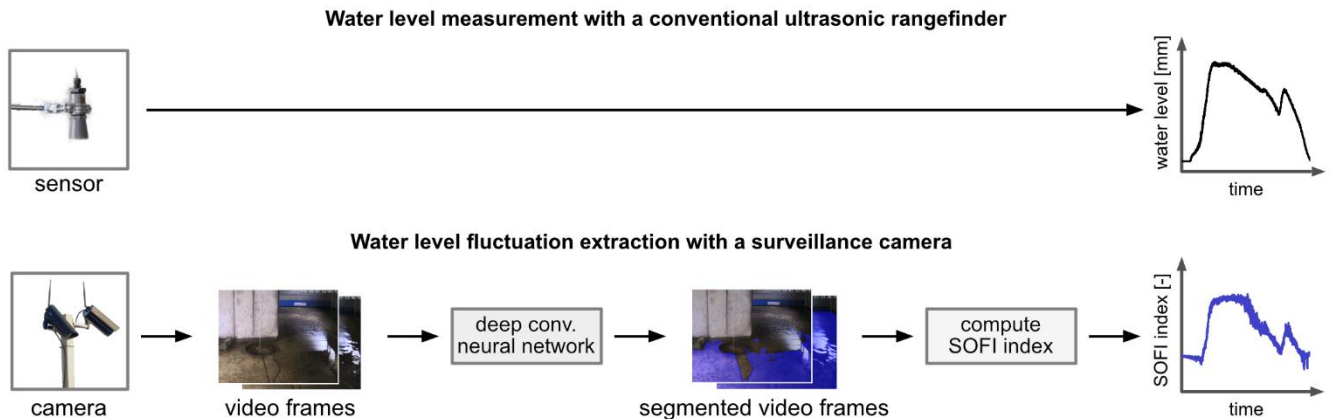 Water level measurement with a conventional ultrasonic rangefinder
sensor
water level [mm]
time
Water level fluctuation extraction with a surveillance camera
camera
video frames
deep conv.
neural network
segmented video frames
compute
SOFI index
SOFI index [-]
time